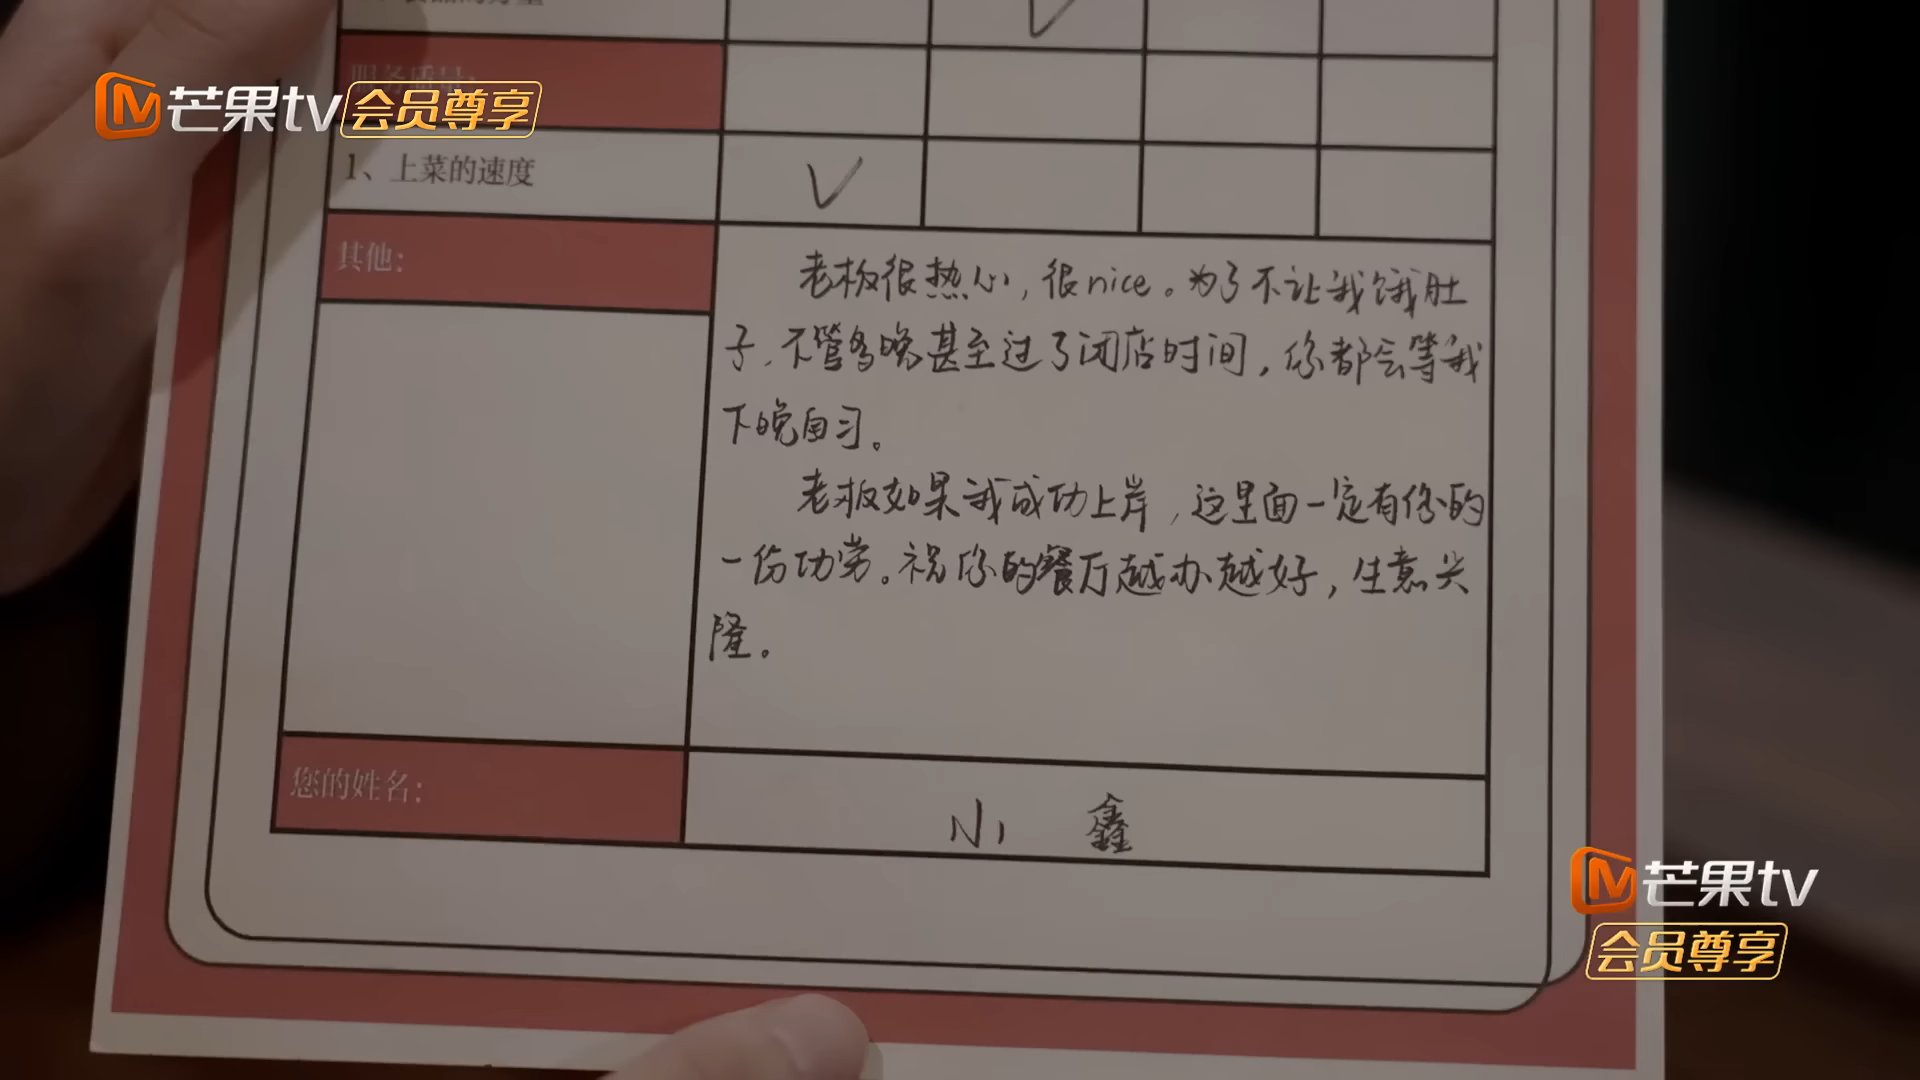 服务质量:
芒果tv会员尊享
1、上菜的速度
其他:
老板很热心,很nice。为了不让我饿肚
子,不管多晚甚至过了闭店时间,你都会等我
下晚自习。
老板如果我成功上岸,这里面一定有你的
一份功劳。祝你的餐厅越办越好,生意兴
隆。
您的姓名:
小鑫
芒果tv
会员尊享